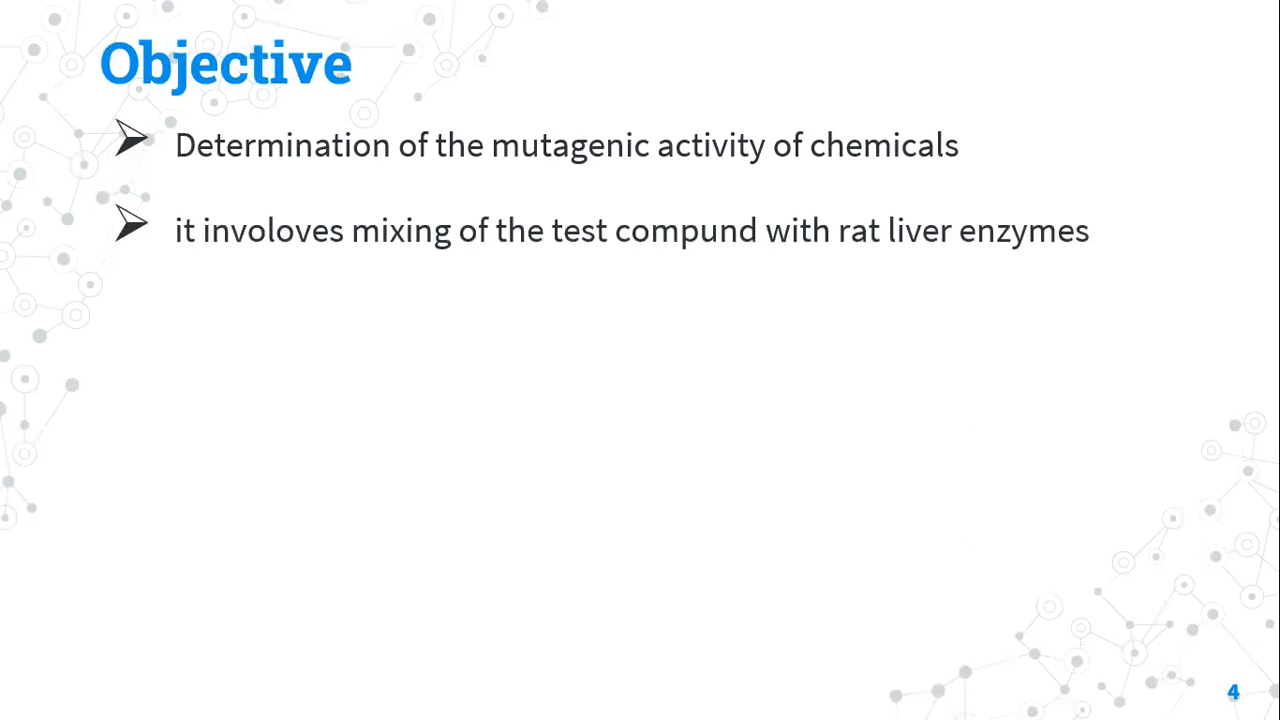 Objective
Determination of the mutagenic activity of chemicals
it involoves mixing of the test compund with rat liver enzymes
4